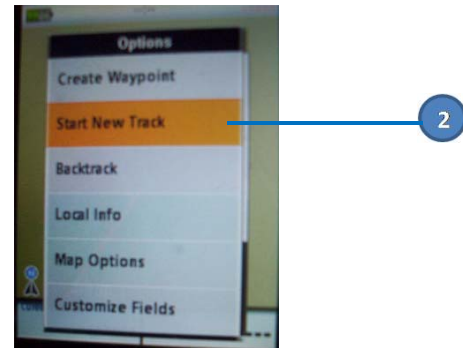 Options
Create Waypoint
Start New Track
2
Backtrack
Local Info
Map Options
Customize Fields